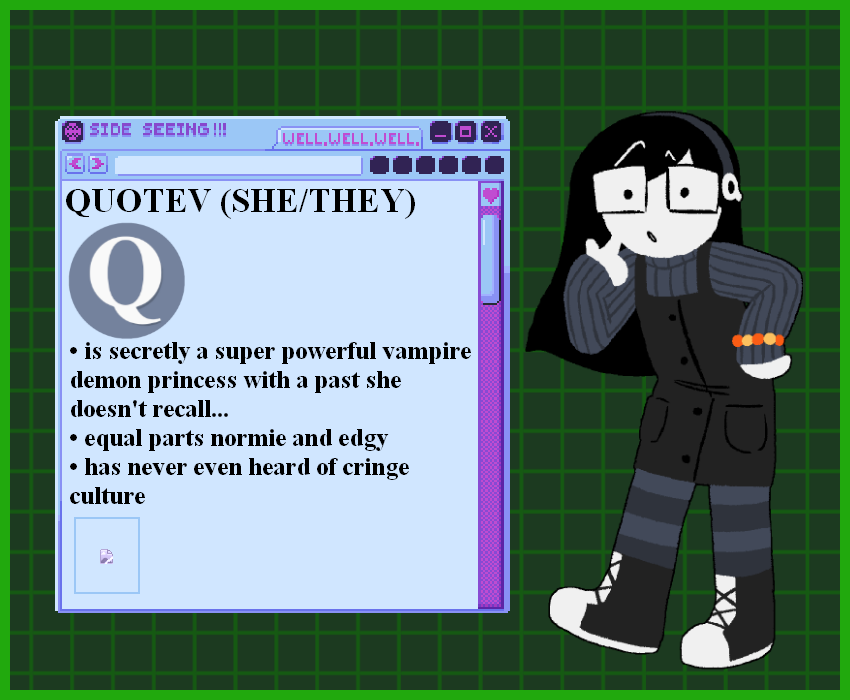 SIDE SEEING!!!
WELL.WELL.WELL.
QUOTEV (SHE/THEY)
Q
• is secretly a super powerful vampire
demon princess with a past she
doesn't recall...
• equal parts normie and edgy
• has never even heard of cringe
culture